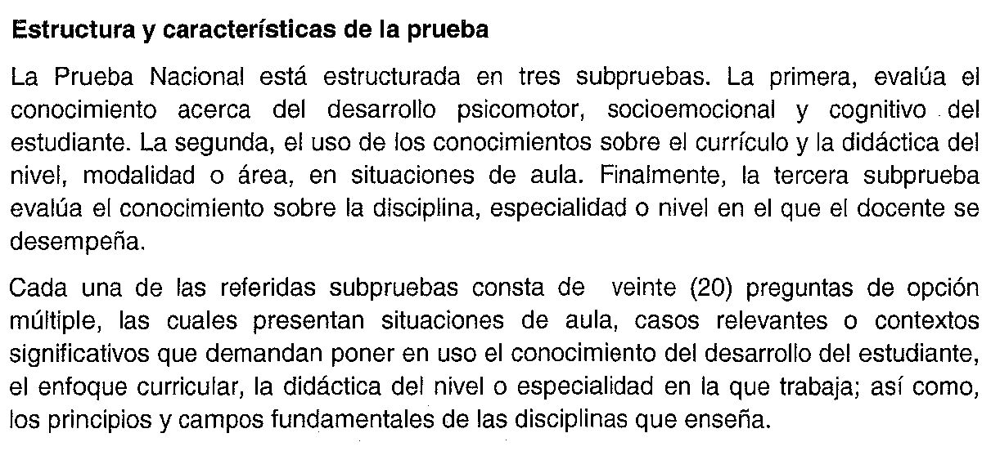 Estructura y características de la prueba
La Prueba Nacional está estructurada en tres subpruebas. La primera, evalúa el
conocimiento acerca del desarrollo psicomotor, socioemocional y cognitivo del
estudiante. La segunda, el uso de los conocimientos sobre el currículo y la didáctica del
nivel, modalidad o área, en situaciones de aula. Finalmente, la tercera subprueba
evalúa el conocimiento sobre la disciplina, especialidad o nivel en el que el docente se
desempeña.
Cada una de las referidas subpruebas consta de veinte (20) preguntas de opción
múltiple, las cuales presentan situaciones de aula, casos relevantes o contextos
significativos que demandan poner en uso el conocimiento del desarrollo del estudiante,
el enfoque curricular, la didáctica del nivel o especialidad en la que trabaja; así como,
los principios y campos fundamentales de las disciplinas que enseña.